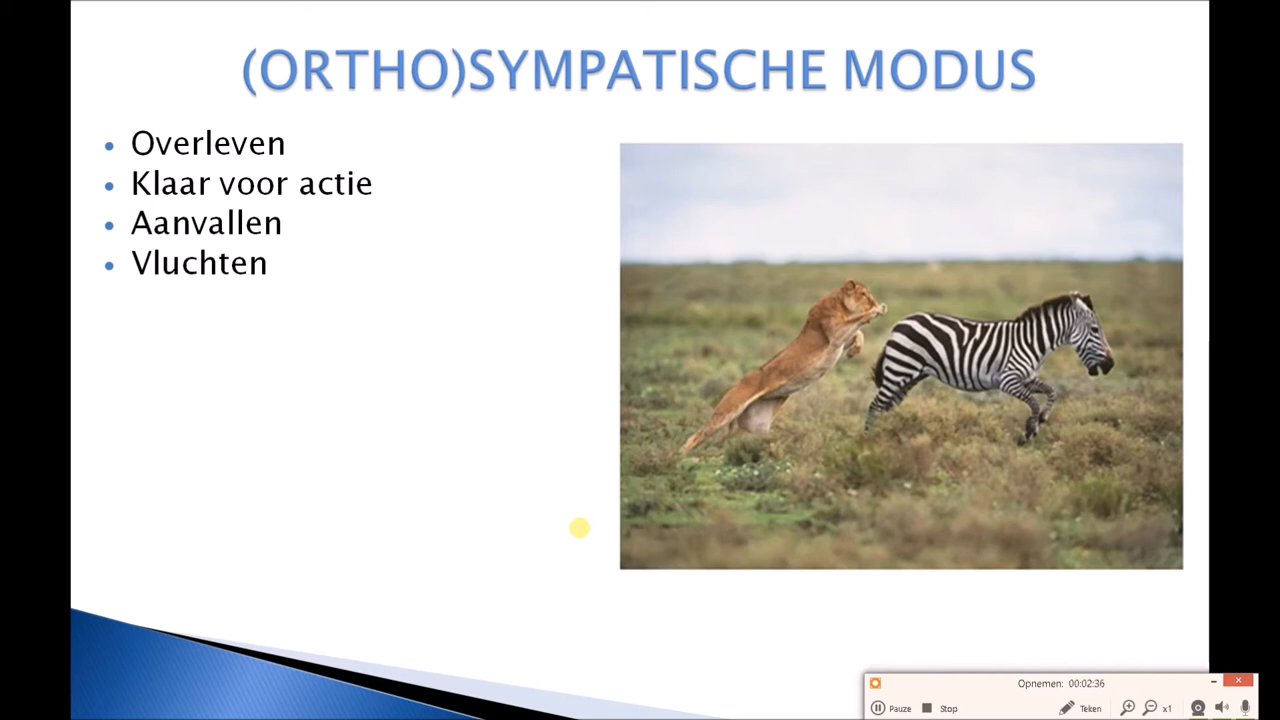 (ORTHO)SYMPATISCHE MODUS
Overleven
Klaar voor actie
Aanvallen
Vluchten
Opnemen: 00:02:36
Pauze Stop Teken x1